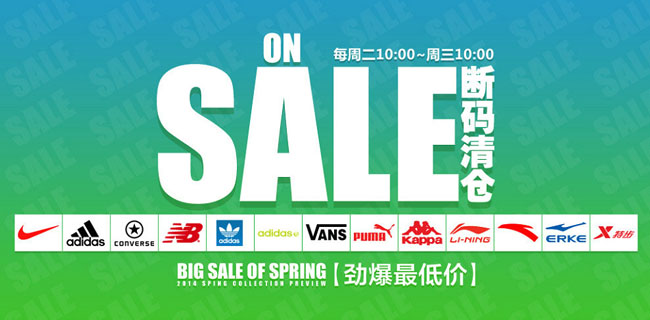 ON
每周二10:00~周三10:00
SALE
断码清仓
adidas
CONVERSE
NB
adidas
adidas
VANS
PUMA
Kappa
LI-NING
ERKE
X 特步
BIG SALE OF SPRING
2014 SPING COLLECTION PREVIEW
【劲爆最低价】